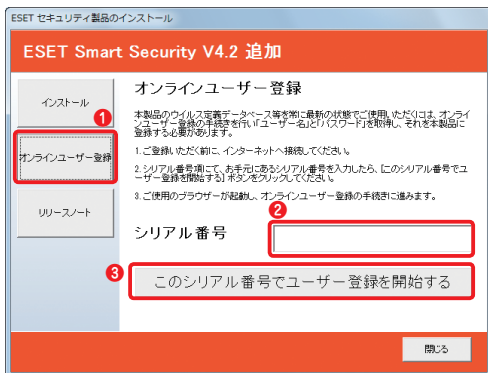 ESET セキュリティ製品のインストール
ESET Smart Security V4.2 追加
インストール
1
オンラインユーザー登録
リリースノート
オンラインユーザー登録
本製品のウイルス定義データベース等を常に最新の状態でご使用いただくには、オンライ
ンユーザー登録の手続きを行い「ユーザー名」と「パスワード」を取得し、それを本製品に
登録する必要があります。
1.ご登録いただく前に、インターネットへ接続してください。
2.シリアル番号項にて、お手元にあるシリアル番号を入力したら、[このシリアル番号でユ
ーザー登録を開始する] ボタンをクリックしてください。
3.ご使用のブラウザーが起動し、オンラインユーザー登録の手続きに進みます。
2
シリアル番号
3
このシリアル番号でユーザー登録を開始する
閉じる